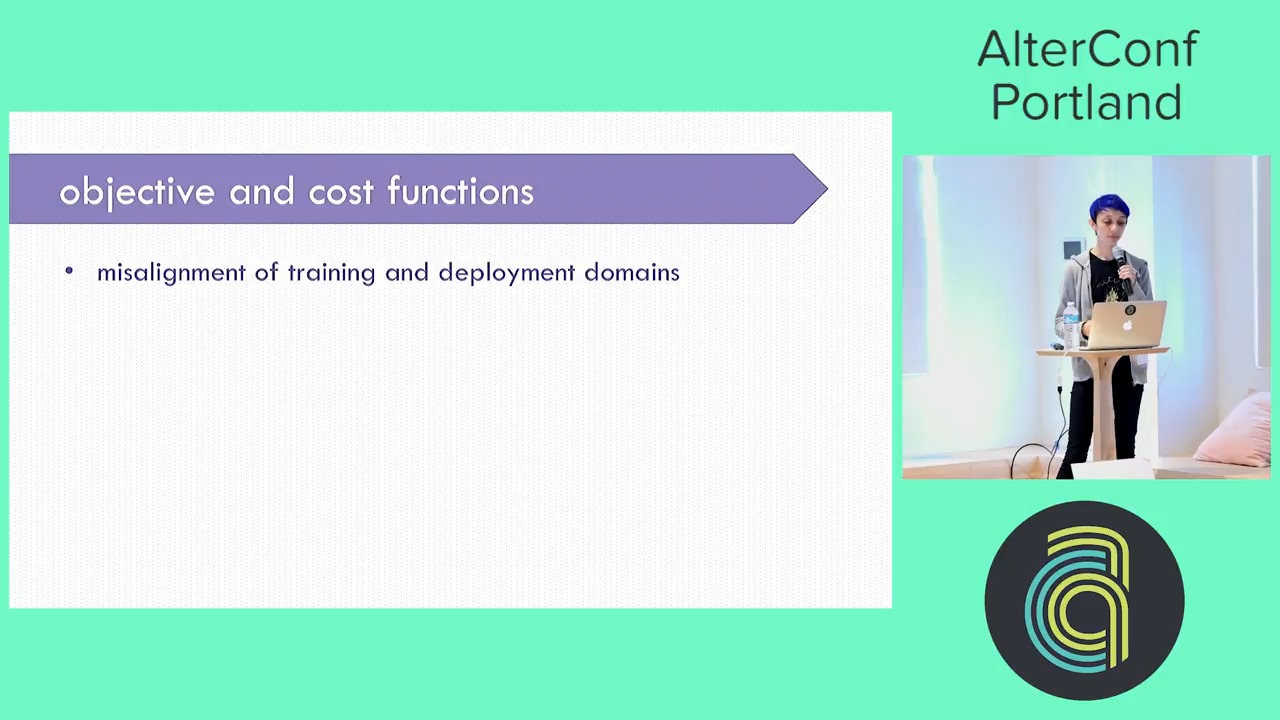 AlterConf
Portland
objective and cost functions
• misalignment of training and deployment domains